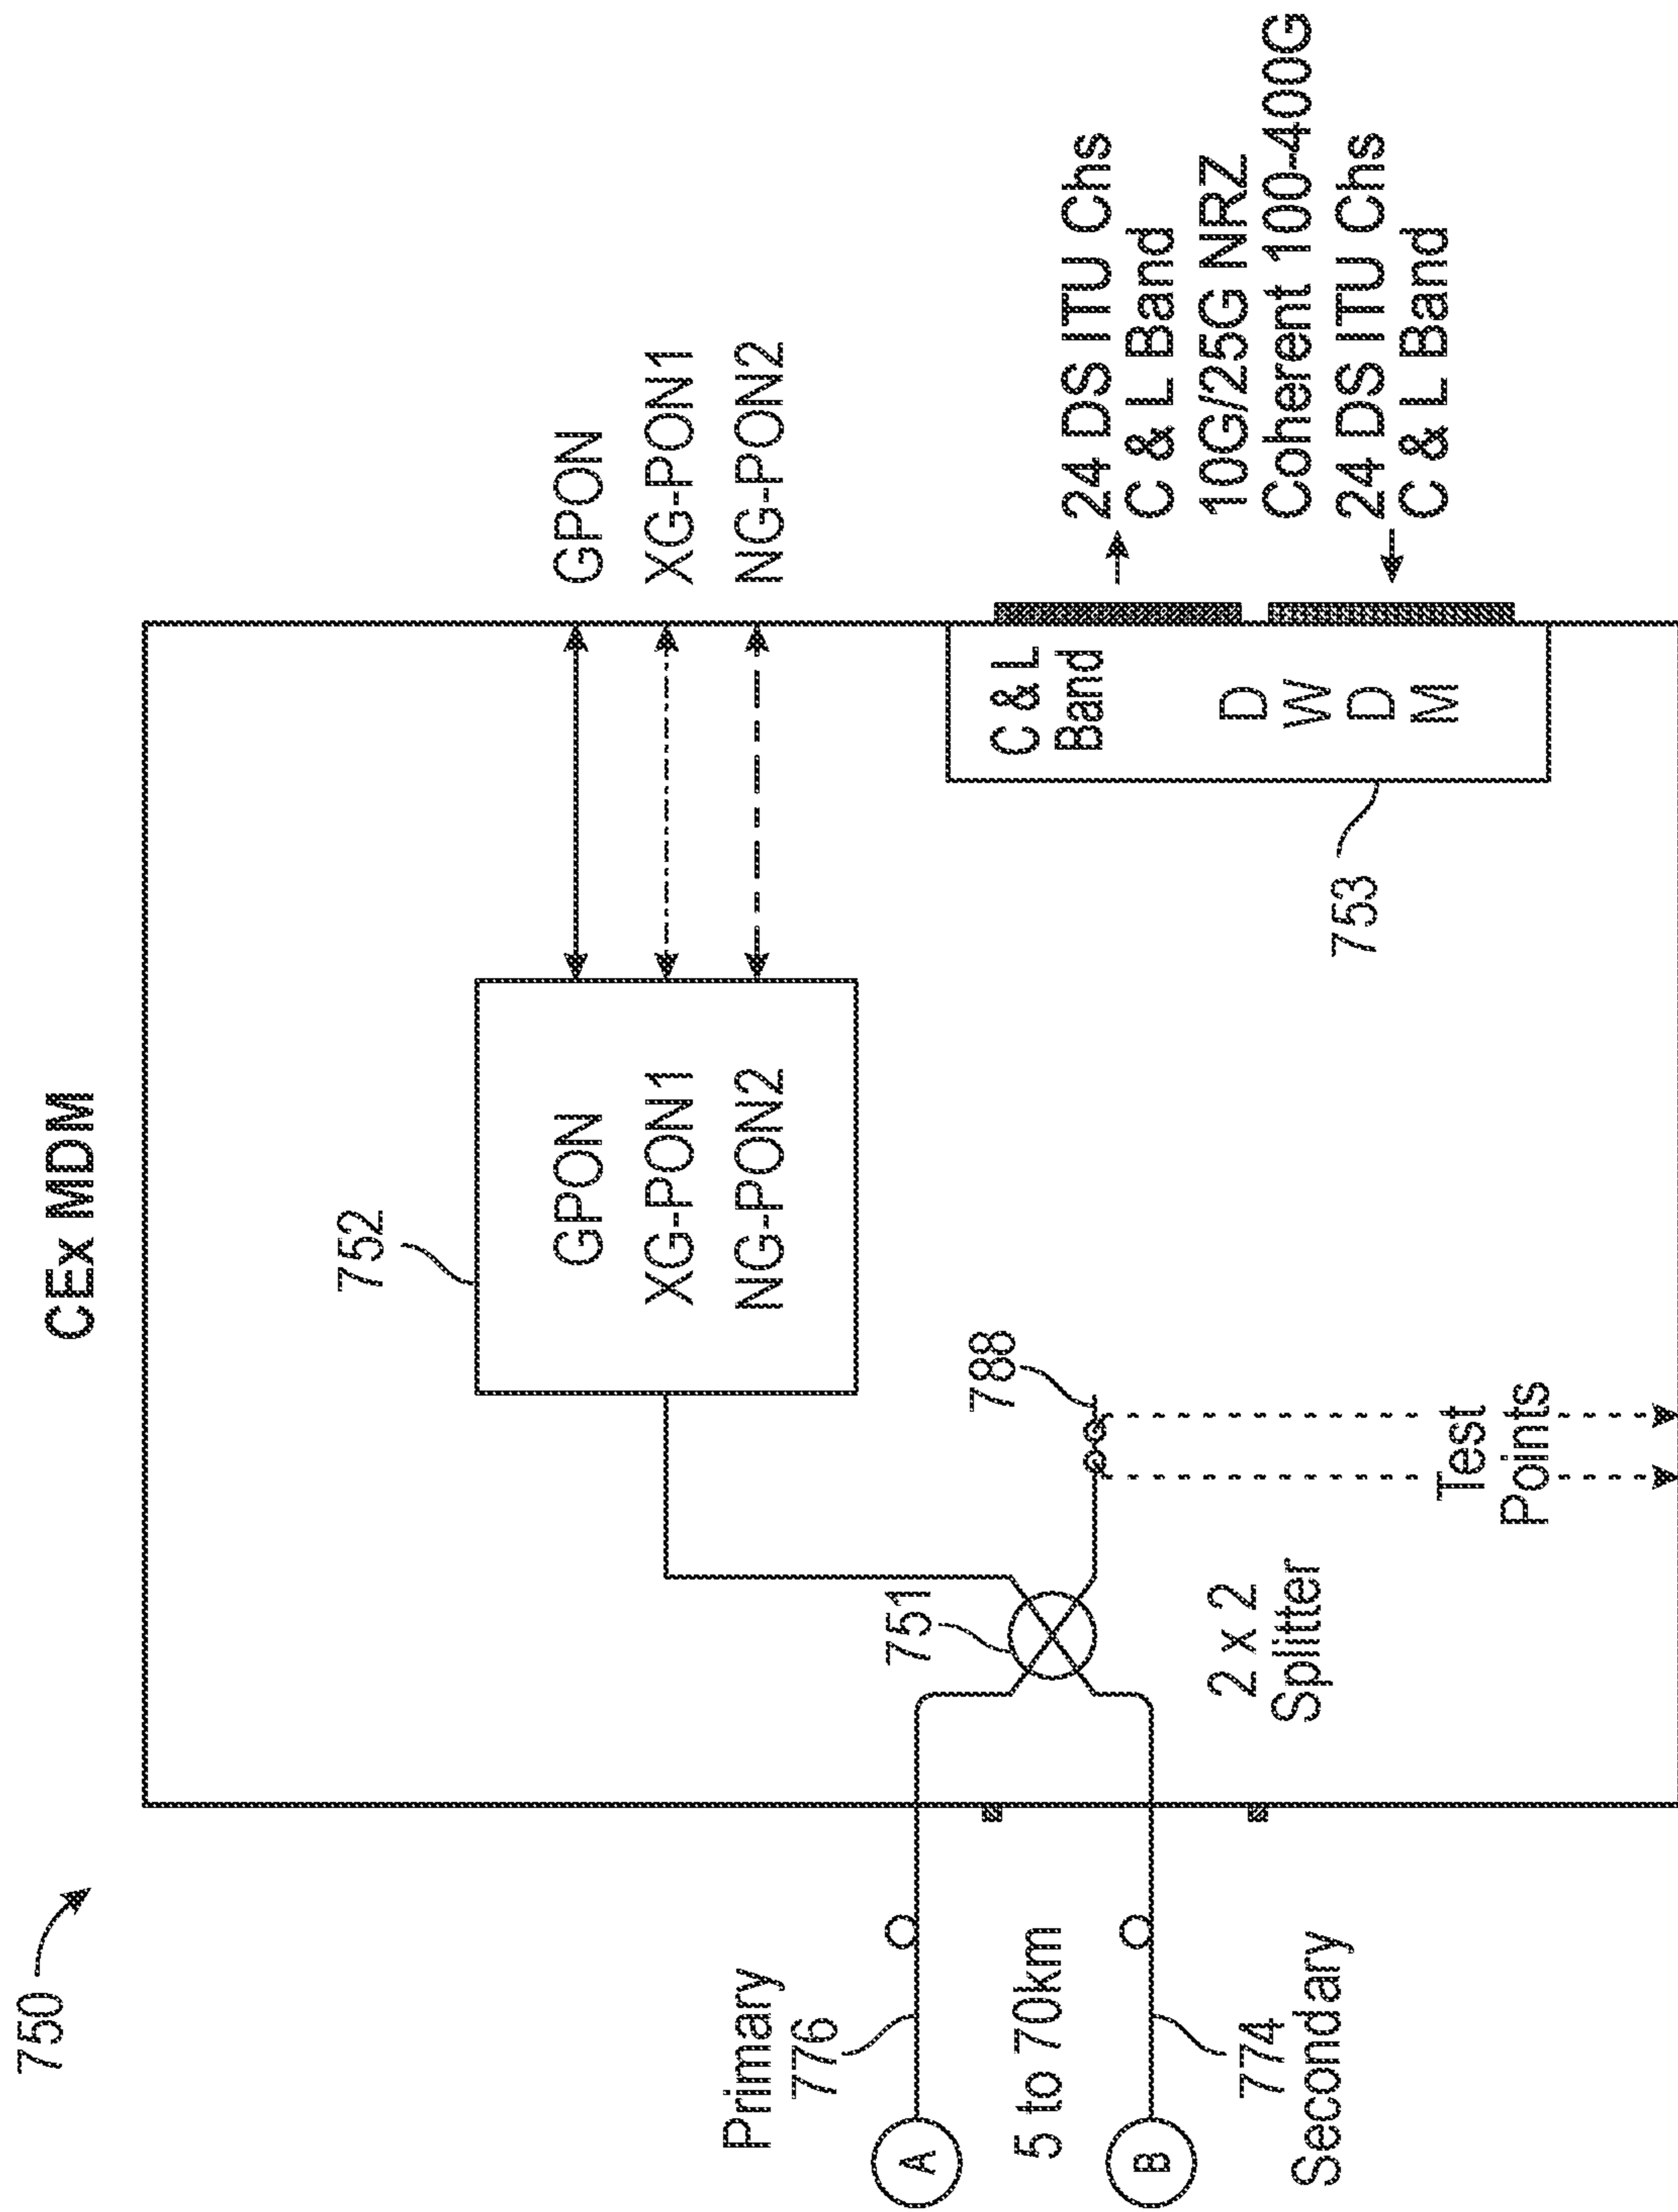 750
CEx MDM
752
GPON
XG-PON1
NG-PON2
GPON
XG-PON1
NG-PON2
Primary
776
A
5 to 70km
B
774
Secondary
751
2 x 2
Splitter
788
Test
Points
753
C & L
Band
D
W
D
M
24 DS ITU Chs
C & L Band
10G/25G NRZ
Coherent 100-400G
24 DS ITU Chs
C & L Band